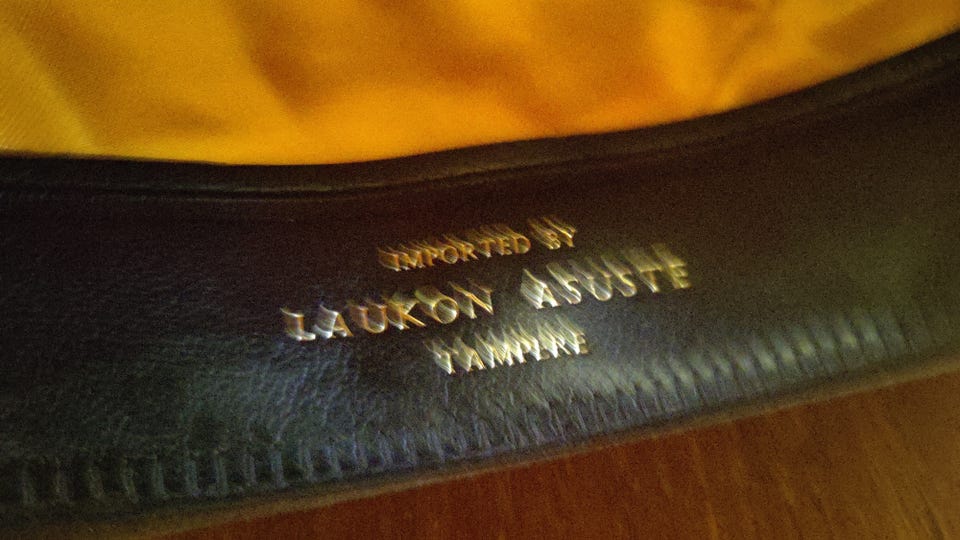 IMPORTED BY
LAUKON ASUSTE
TAMPERE